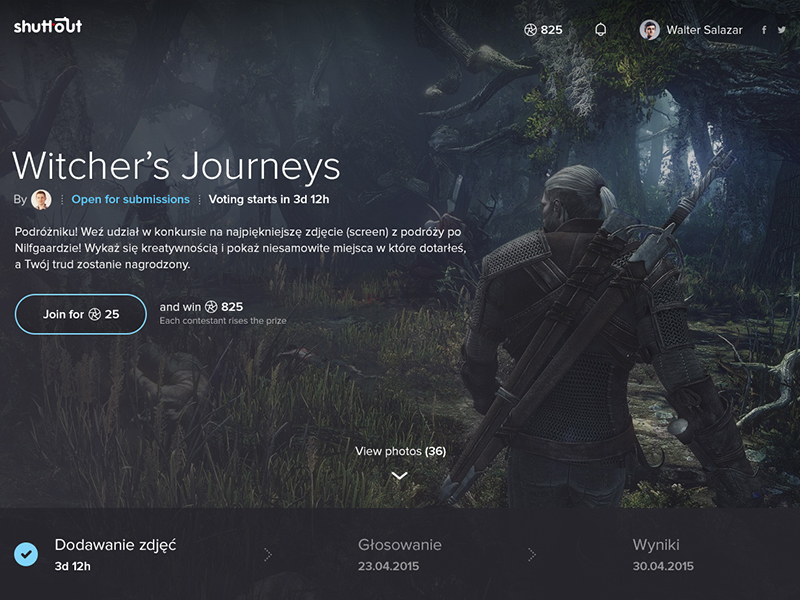 shuttout
825
Walter Salazar
Witcher's Journeys
By
Open for submissions
Voting starts in 3d 12h
Podróżniku! Weź udział w konkursie na najpiękniejszę zdjęcie (screen) z podróży po
Nilfgaardzie! Wykaż się kreatywnością i pokaż niesamowite miejsca w które dotarłeś,
a Twój trud zostanie nagrodzony.
Join for 25
and win 825
Each contestant rises the prize
View photos (36)
Dodawanie zdjęć
3d 12h
Głosowanie
23.04.2015
Wyniki
30.04.2015